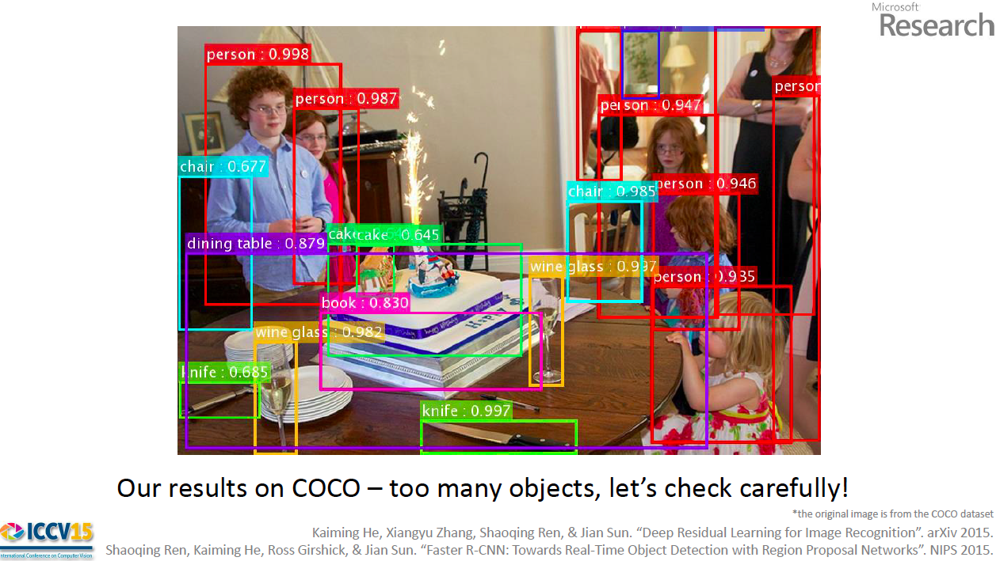 Microsoft
Research
person : 0.998
person : 0.987
person
person : 0.947
chair : 0.677
person : 0.946
chair : 0.985
cake
cake : 0.645
dining table : 0.879
wine glass : 0.997
person : 0.935
book : 0.830
wine glass : 0.982
knife : 0.685
knife : 0.997
Our results on COCO – too many objects, let’s check carefully!
*the original image is from the COCO dataset
ICCV15
International Conference on Computer Vision
Kaiming He, Xiangyu Zhang, Shaoqing Ren, & Jian Sun. “Deep Residual Learning for Image Recognition”. arXiv 2015.
Shaoqing Ren, Kaiming He, Ross Girshick, & Jian Sun. “Faster R-CNN: Towards Real-Time Object Detection with Region Proposal Networks”. NIPS 2015.